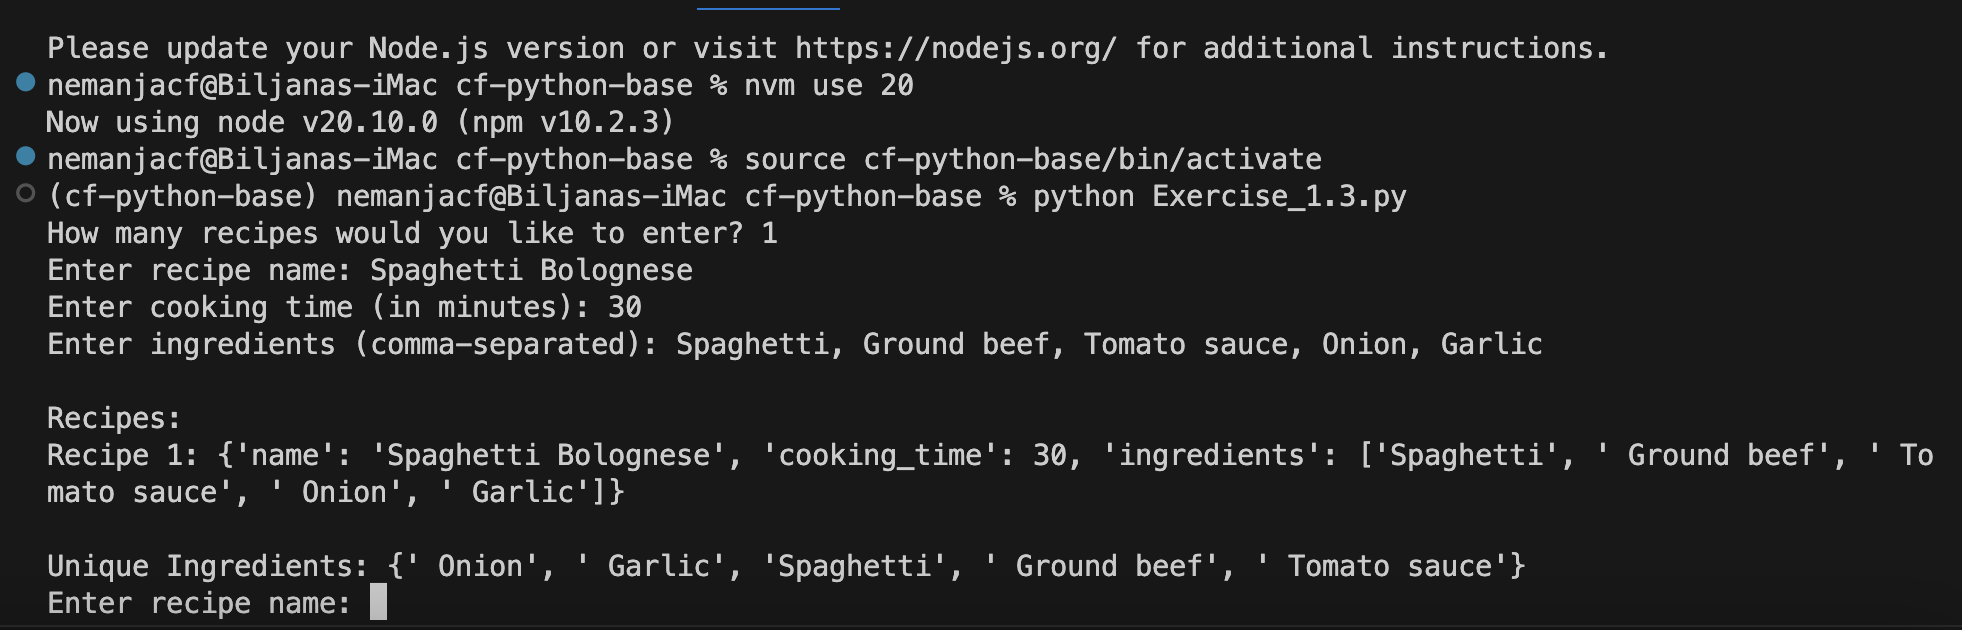 Please update your Node.js version or visit https://nodejs.org/ for additional instructions.
nemanjacf@Biljanas-iMac cf-python-base % nvm use 20
Now using node v20.10.0 (npm v10.2.3)
nemanjacf@Biljanas-iMac cf-python-base % source cf-python-base/bin/activate
(cf-python-base) nemanjacf@Biljanas-iMac cf-python-base % python Exercise_1.3.py
How many recipes would you like to enter? 1
Enter recipe name: Spaghetti Bolognese
Enter cooking time (in minutes): 30
Enter ingredients (comma-separated): Spaghetti, Ground beef, Tomato sauce, Onion, Garlic
Recipes:
Recipe 1: {'name': 'Spaghetti Bolognese', 'cooking_time': 30, 'ingredients': ['Spaghetti', ' Ground beef', ' To
mato sauce', ' Onion', ' Garlic']}
Unique Ingredients: {' Onion', ' Garlic', 'Spaghetti', ' Ground beef', ' Tomato sauce'}
Enter recipe name: